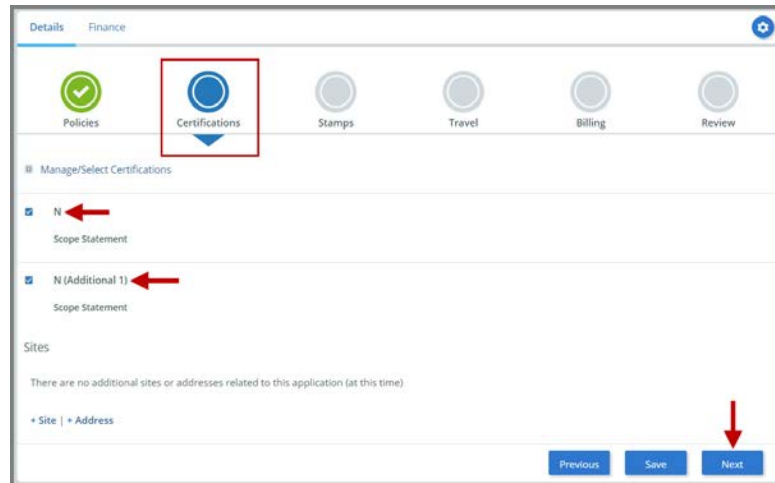 Details Finance
Policies Certifications Stamps Travel Billing Review
Manage/Select Certifications
N
Scope Statement
N (Additional 1)
Scope Statement
Sites
There are no additional sites or addresses related to this application (at this time)
+ Site | + Address
Previous Save Next